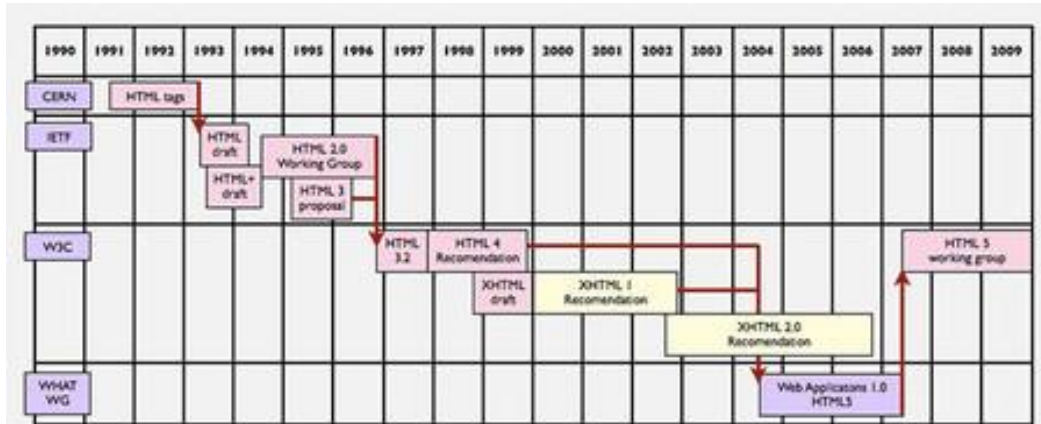 1990 1991 1992 1993 1994 1995 1996 1997 1998 1999 2000 2001 2002 2003 2004 2005 2006 2007 2008 2009
CERN
HTML tags
IETF
HTML
draft
HTML 2.0
Working Group
HTML+
draft
HTML 3
proposal
W3C
HTML
3.2
HTML 4
Recomendation
HTML 5
working group
XHTML
draft
XHTML 1
Recomendation
XHTML 2.0
Recomendation
WHAT
WG
Web Applicatons 1.0
HTML5